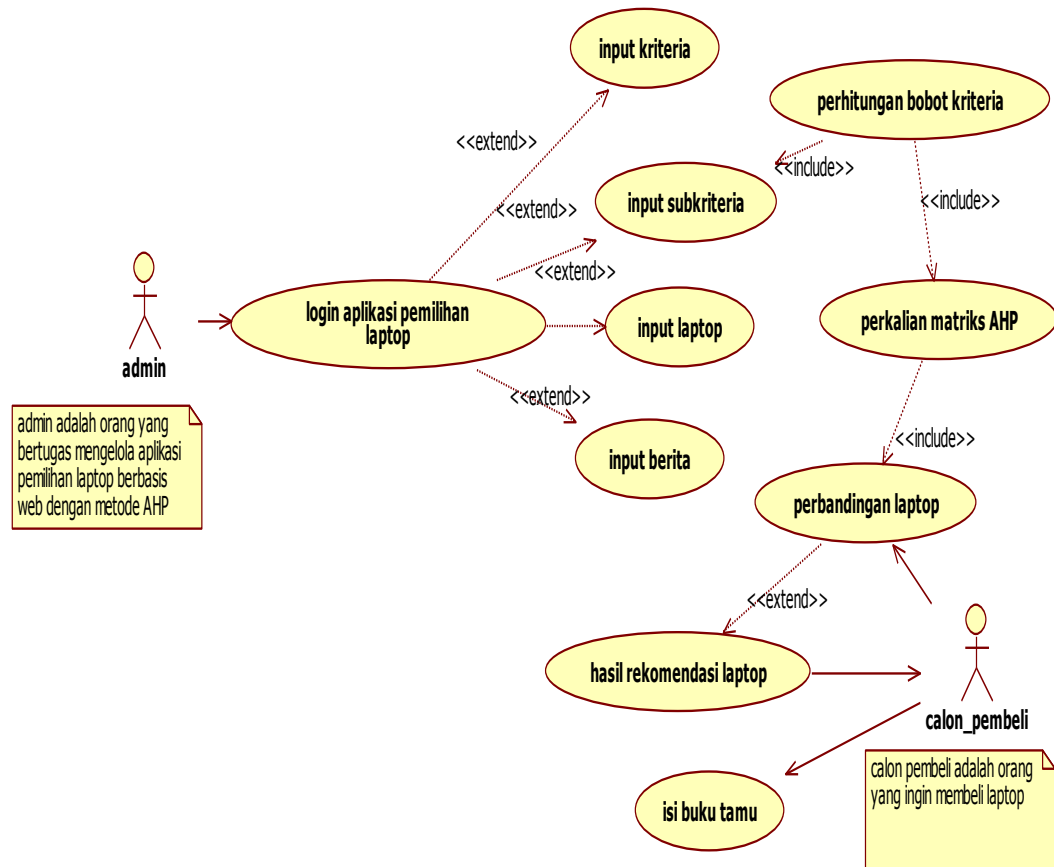 input kriteria
perhitungan bobot kriteria
<<extend>>
<<include>>
input subkriteria
<<extend>>
<<include>>
<<extend>>
login aplikasi pemilihan
laptop
input laptop
perkalian matriks AHP
admin
<<extend>>
admin adalah orang yang
bertugas mengelola aplikasi
pemilihan laptop berbasis
web dengan metode AHP
input berita
<<include>>
perbandingan laptop
<<extend>>
hasil rekomendasi laptop
calon_pembeli
calon pembeli adalah orang
yang ingin membeli laptop
isi buku tamu